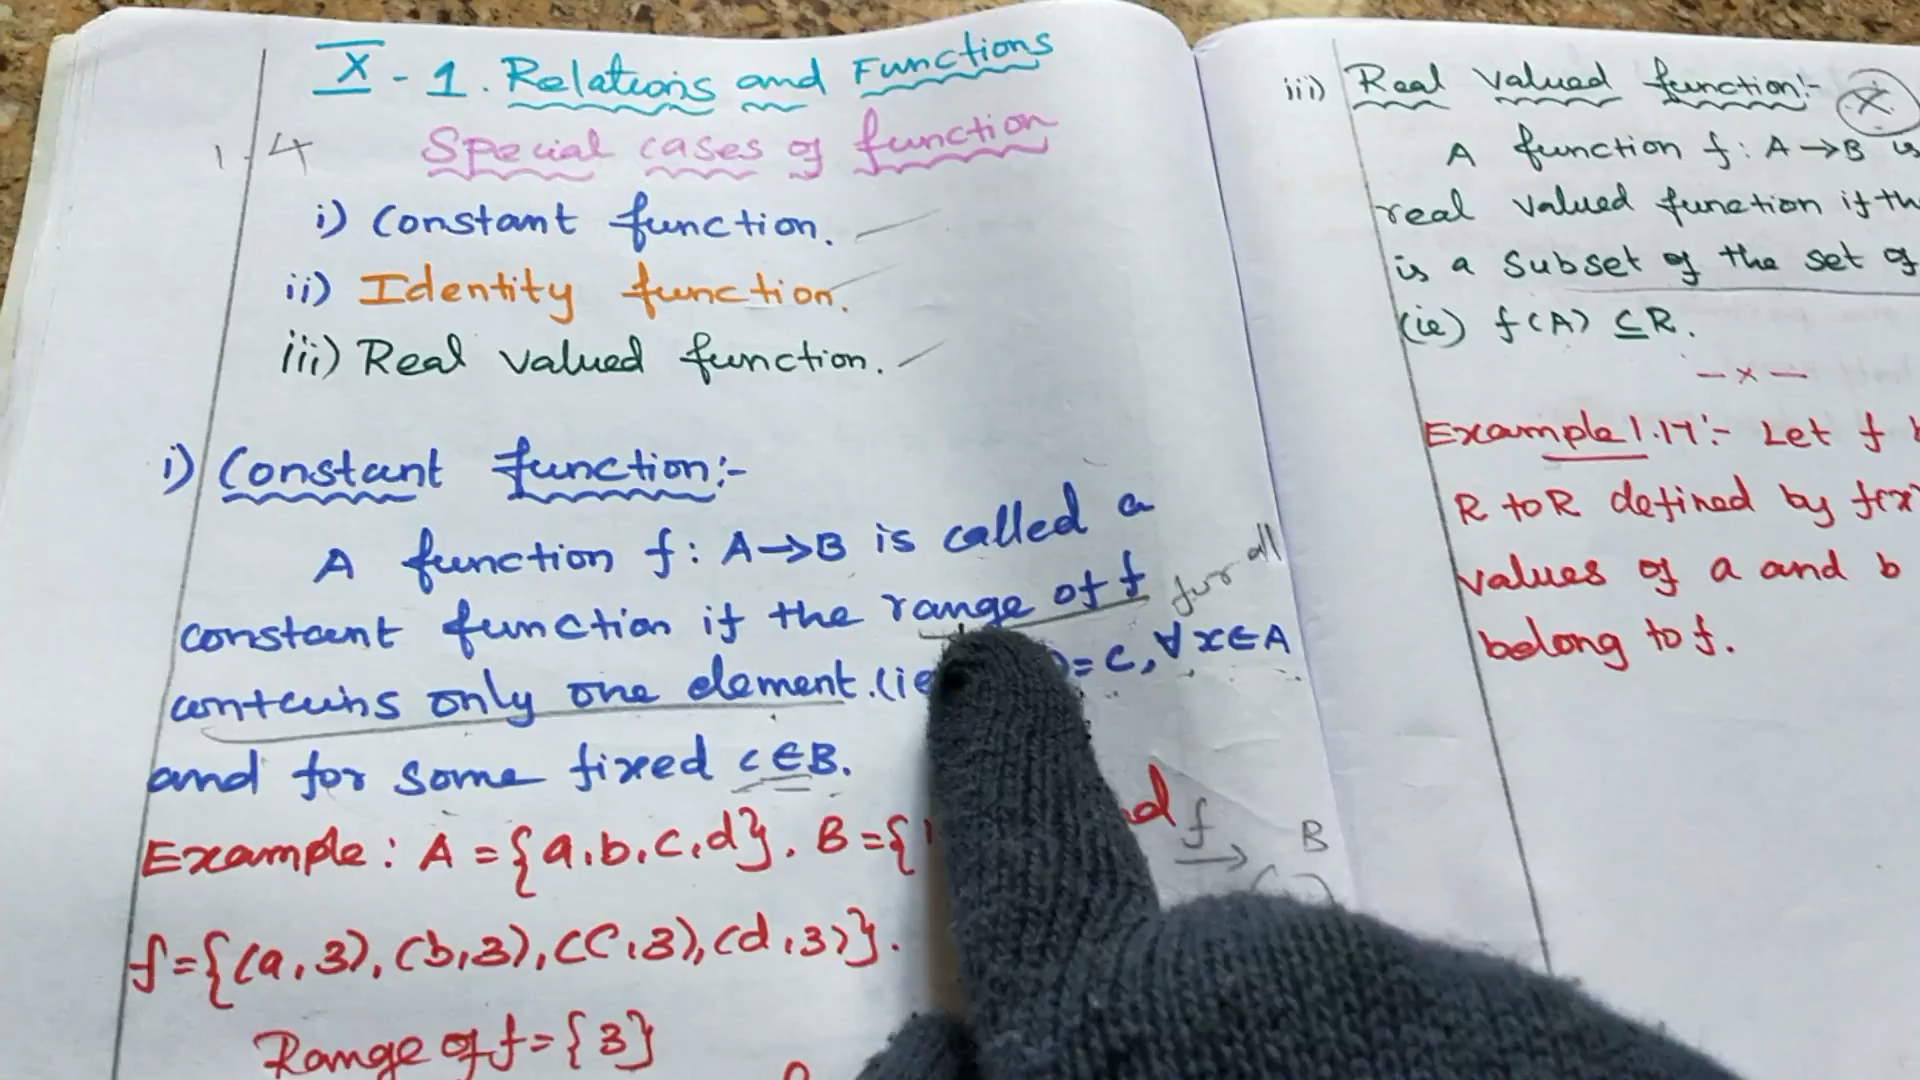 X - 1. Relations and Functions
1.4 Special cases of function
i) Constant function.
ii) Identity function.
iii) Real valued function.
i) Constant function:-
A function f: A→B is called a
constant function if the range of f for all
contains only one element. (ie = c, ∀ x∈A
and for some fixed c∈B.
Example: A = {a, b, c, d}, B = {
f = {(a, 3), (b, 3), (c, 3), (d, 3)}.
Range of f = {3}
f B
iii) Real valued function:- X
A function f: A→B is
real valued function if
is a subset of the set of
(ie) f(A) ⊆ R.
— x —
Example 1.17:- Let f
R to R defined by
values of a and b
belong to f.